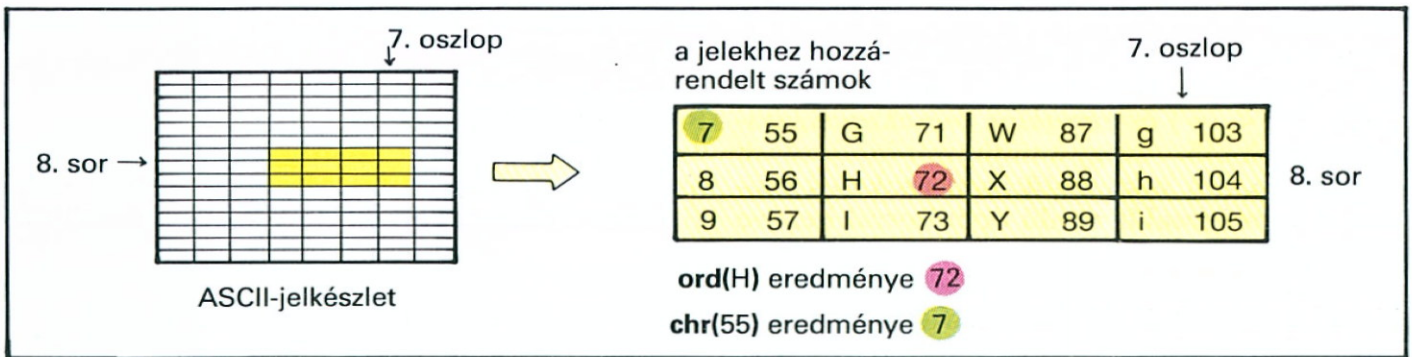 7. oszlop
8. sor
ASCII-jelkészlet
a jelekhez hozzá-
rendelt számok
7. oszlop
7 55 G 71 W 87 g 103
8 56 H 72 X 88 h 104
9 57 I 73 Y 89 i 105
8. sor
ord(H) eredménye 72
chr(55) eredménye 7